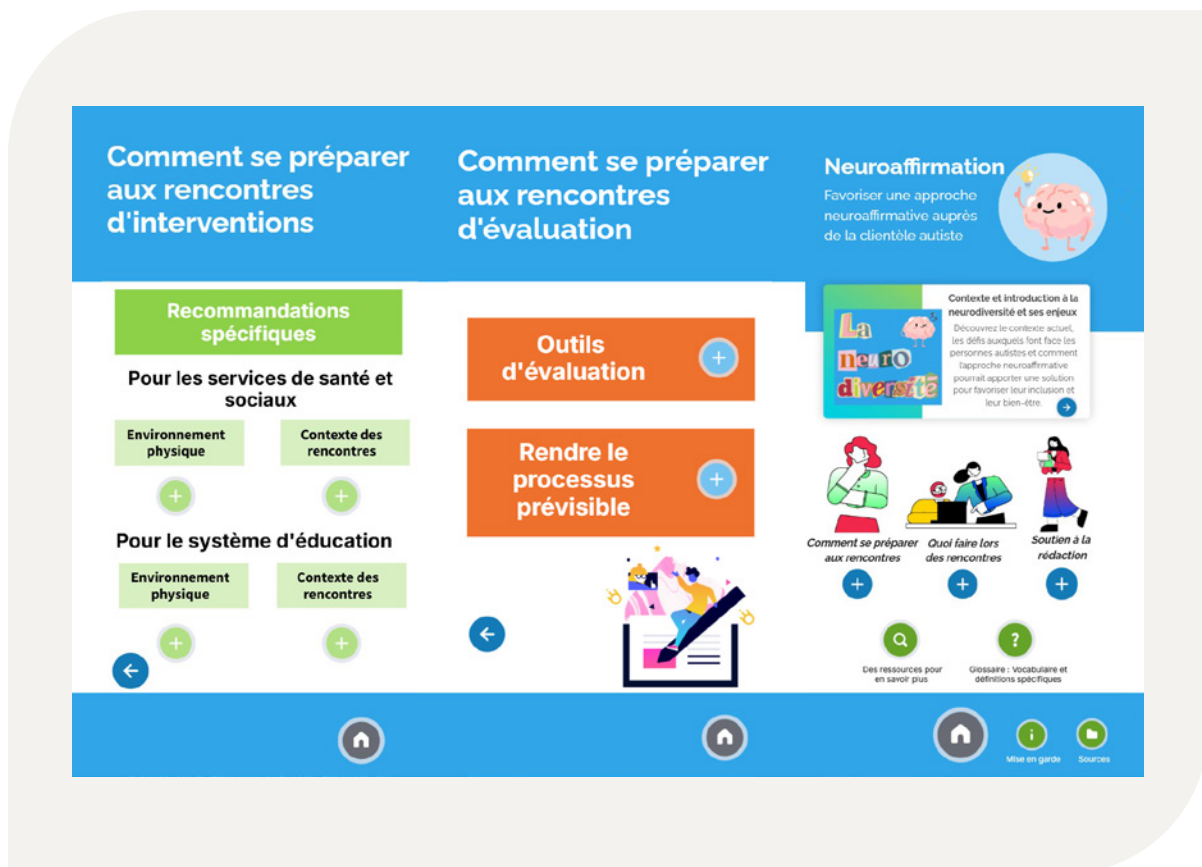 Comment se préparer
aux rencontres
d'interventions
Recommandations
spécifiques
Pour les services de santé et
sociaux
Environnement
physique
Contexte des
rencontres
Pour le système d'éducation
Environnement
physique
Contexte des
rencontres
Comment se préparer
aux rencontres
d'évaluation
Outils
d'évaluation
Rendre le
processus
prévisible
Neuroaffirmation
Favoriser une approche
neuroaffirmative auprès
de la clientèle autiste
La
neuro
diversité
Contexte et introduction à la
neurodiversité et ses enjeux
Découvrez le contexte actuel,
les défis auxquels font face les
personnes autistes et comment
l'approche neuroaffirmative
pourrait apporter une solution
pour favoriser leur inclusion et
leur bien-être.
Comment se préparer
aux rencontres
Quoi faire lors
des rencontres
Soutien à la
rédaction
Des ressources pour
en savoir plus
Glossaire : Vocabulaire et
définitions spécifiques
Mise en garde
Sources